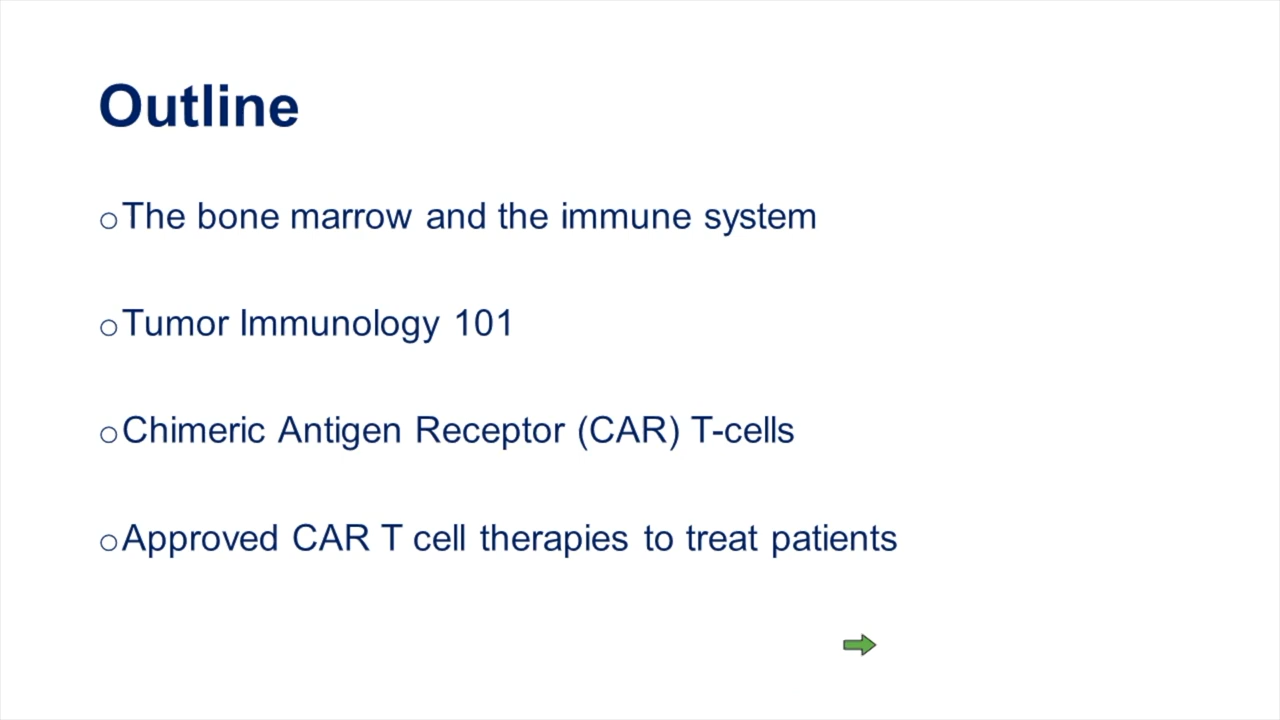 Outline
○The bone marrow and the immune system
○Tumor Immunology 101
○Chimeric Antigen Receptor (CAR) T-cells
○Approved CAR T cell therapies to treat patients